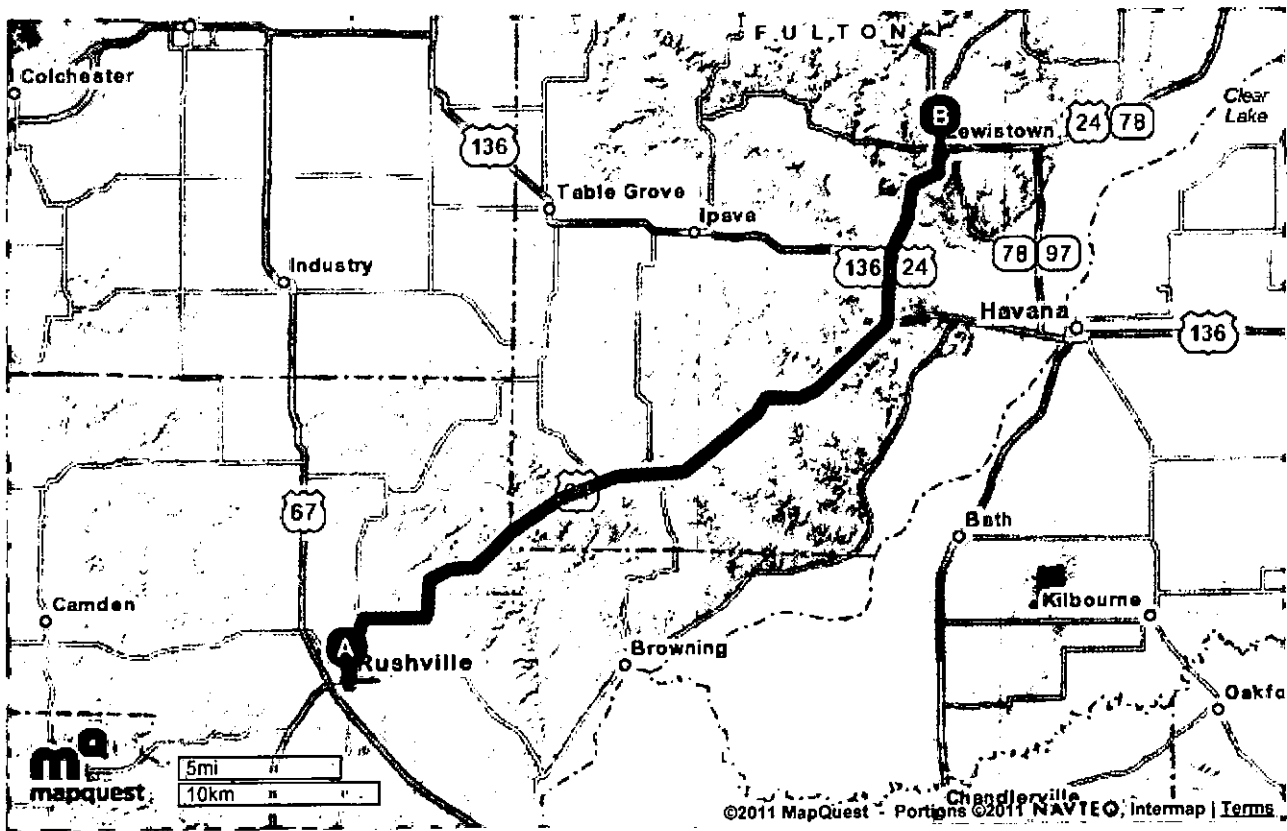 FULTON
Colchester
Clear
Lake
B
Lewistown
24
78
136
Table Grove
Ipava
Industry
136
24
78
97
Havana
136
67
Bath
Camden
Kilbourne
A
Rushville
Browning
Oakfo
mapquest
5mi
10km
Chandlerville
©2011 MapQuest - Portions ©2011 NAVTEQ, Intermap | Terms